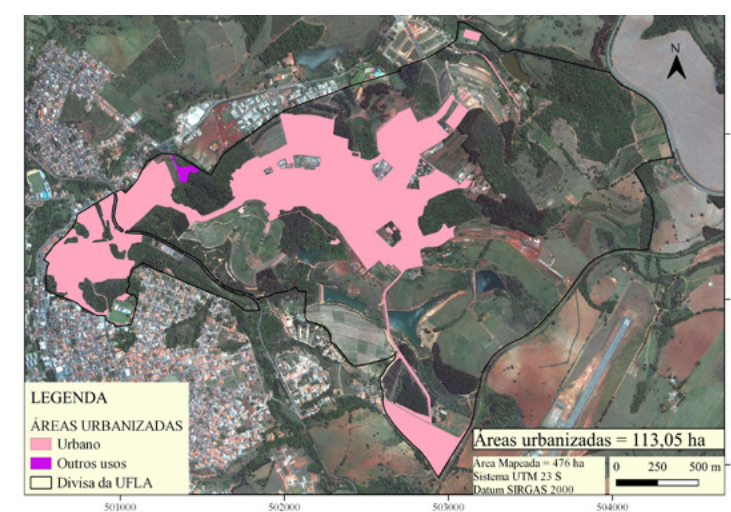 N
LEGENDA
ÁREAS URBANIZADAS
Urbano
Outros usos
Divisa da UFLA
Áreas urbanizadas = 113,05 ha
Área Mapeada = 476 ha
Sistema UTM 23 S
Datum SIRGAS 2000
0 250 500 m
501000 502000 503000 504000